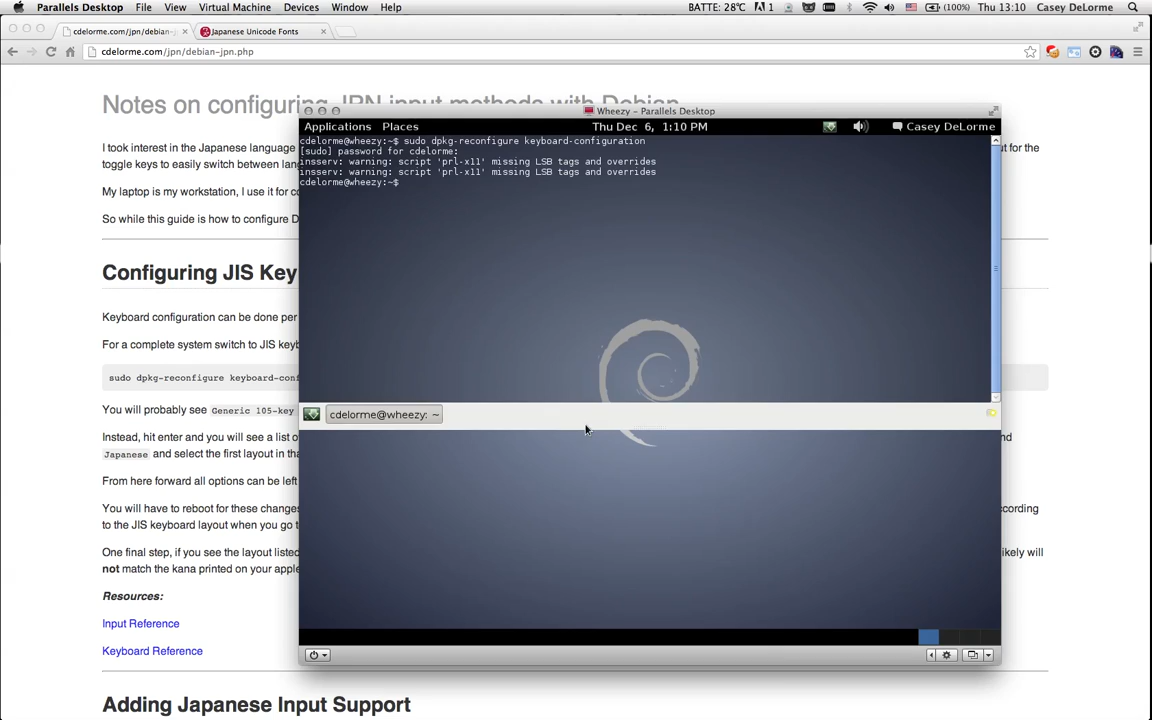 Parallels Desktop File View Virtual Machine Devices Window Help BATTE: 28°C 1 (100%) Thu 13:10 Casey DeLorme
cdelorme.com/jpn/debian-j Japanese Unicode Fonts
cdelorme.com/jpn/debian-jpn.php
Notes on configuring JPN input methods with Debian
Wheezy – Parallels Desktop
Applications Places Thu Dec 6, 1:10 PM Casey DeLorme
cdelorme@wheezy:~$ sudo dpkg-reconfigure keyboard-configuration
[sudo] password for cdelorme:
insserv: warning: script 'prl-x11' missing LSB tags and overrides
insserv: warning: script 'prl-x11' missing LSB tags and overrides
cdelorme@wheezy:~$
I took interest in the Japanese language
out for the
toggle keys to easily switch between lan
My laptop is my workstation, I use it for c
So while this guide is how to configure D
Configuring JIS Key
Keyboard configuration can be done per
For a complete system switch to JIS keyb
sudo dpkg-reconfigure keyboard-conf
You will probably see Generic 105-key
Instead, hit enter and you will see a list o
nd
Japanese and select the first layout in tha
From here forward all options can be left
You will have to reboot for these changes
ccording
to the JIS keyboard layout when you go t
One final step, if you see the layout listed
ikely will
not match the kana printed on your apple
Resources:
Input Reference
Keyboard Reference
Adding Japanese Input Support
cdelorme@wheezy: ~